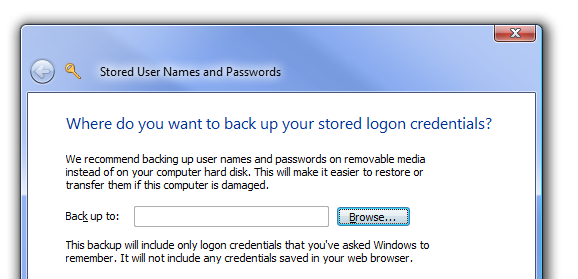 Stored User Names and Passwords
Where do you want to back up your stored logon credentials?
We recommend backing up user names and passwords on removable media
instead of on your computer hard disk. This will make it easier to restore or
transfer them if this computer is damaged.
Back up to:
Browse...
This backup will include only logon credentials that you've asked Windows to
remember. It will not include any credentials saved in your web browser.